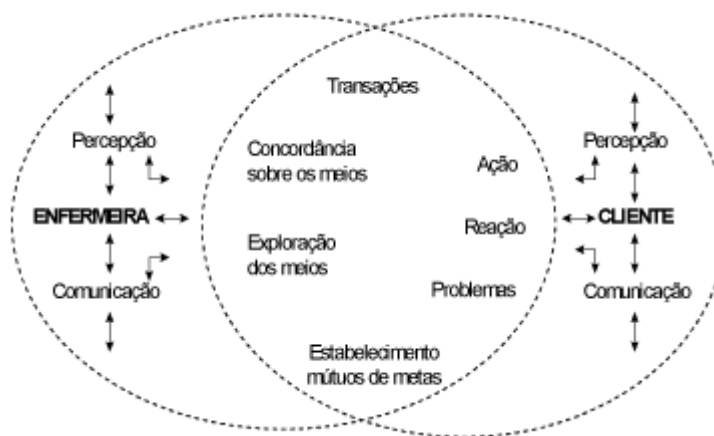 Transações
Percepção
Percepção
Concordância
sobre os meios
Ação
ENFERMEIRA
CLIENTE
Reação
Exploração
dos meios
Comunicação
Problemas
Comunicação
Estabelecimento
mútuos de metas